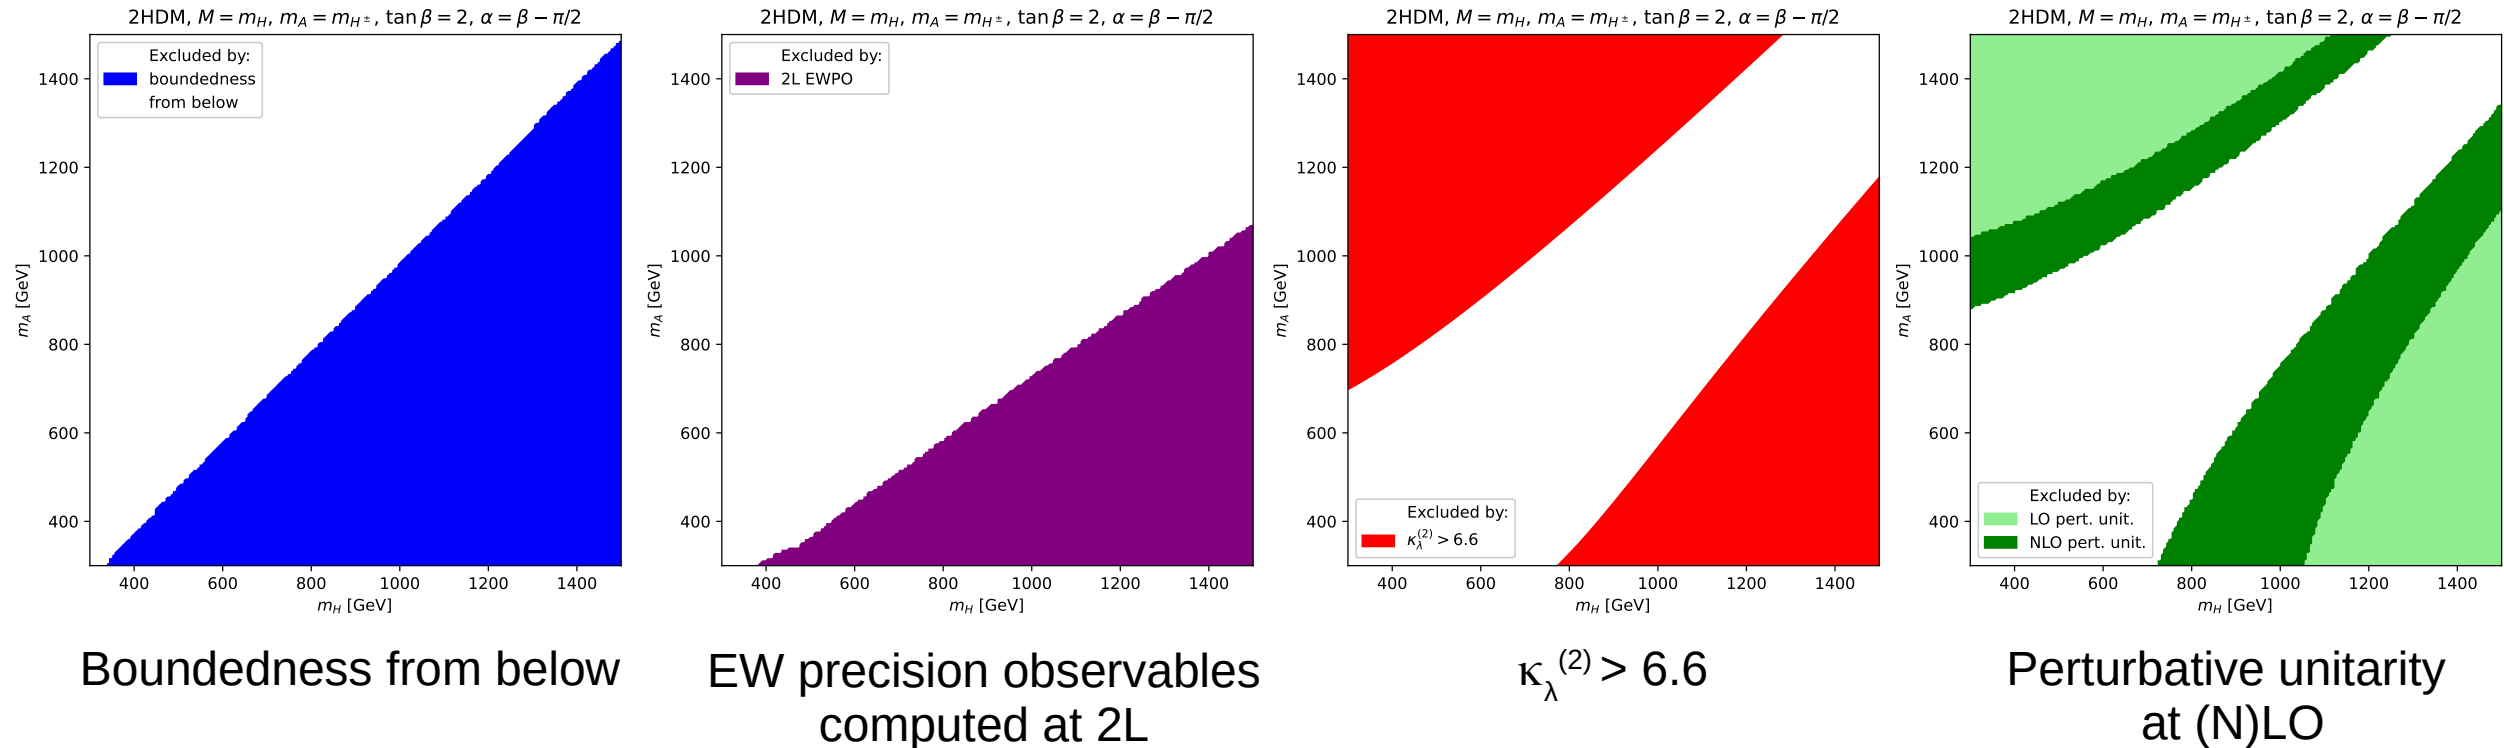 2HDM, M = m_H, m_A = m_{H^±}, tan β = 2, α = β − π/2
Excluded by:
boundedness
from below
1400
1200
1000
800
600
400
m_A [GeV]
400 600 800 1000 1200 1400
m_H [GeV]
Boundedness from below
2HDM, M = m_H, m_A = m_{H^±}, tan β = 2, α = β − π/2
Excluded by:
2L EWPO
1400
1200
1000
800
600
400
m_A [GeV]
400 600 800 1000 1200 1400
m_H [GeV]
EW precision observables
computed at 2L
2HDM, M = m_H, m_A = m_{H^±}, tan β = 2, α = β − π/2
1400
1200
1000
800
600
400
m_A [GeV]
Excluded by:
κ_λ^{(2)} > 6.6
400 600 800 1000 1200 1400
m_H [GeV]
κ_λ^{(2)} > 6.6
2HDM, M = m_H, m_A = m_{H^±}, tan β = 2, α = β − π/2
1400
1200
1000
800
600
400
m_A [GeV]
Excluded by:
LO pert. unit.
NLO pert. unit.
400 600 800 1000 1200 1400
m_H [GeV]
Perturbative unitarity
at (N)LO